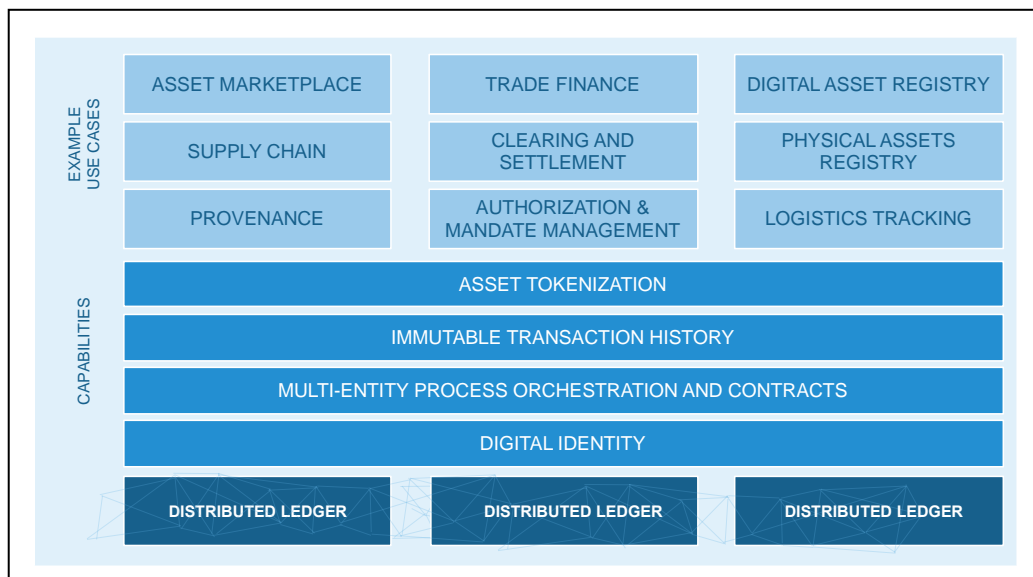 EXAMPLE
USE CASES
ASSET MARKETPLACE
TRADE FINANCE
DIGITAL ASSET REGISTRY
SUPPLY CHAIN
CLEARING AND
SETTLEMENT
PHYSICAL ASSETS
REGISTRY
PROVENANCE
AUTHORIZATION &
MANDATE MANAGEMENT
LOGISTICS TRACKING
CAPABILITIES
ASSET TOKENIZATION
IMMUTABLE TRANSACTION HISTORY
MULTI-ENTITY PROCESS ORCHESTRATION AND CONTRACTS
DIGITAL IDENTITY
DISTRIBUTED LEDGER
DISTRIBUTED LEDGER
DISTRIBUTED LEDGER